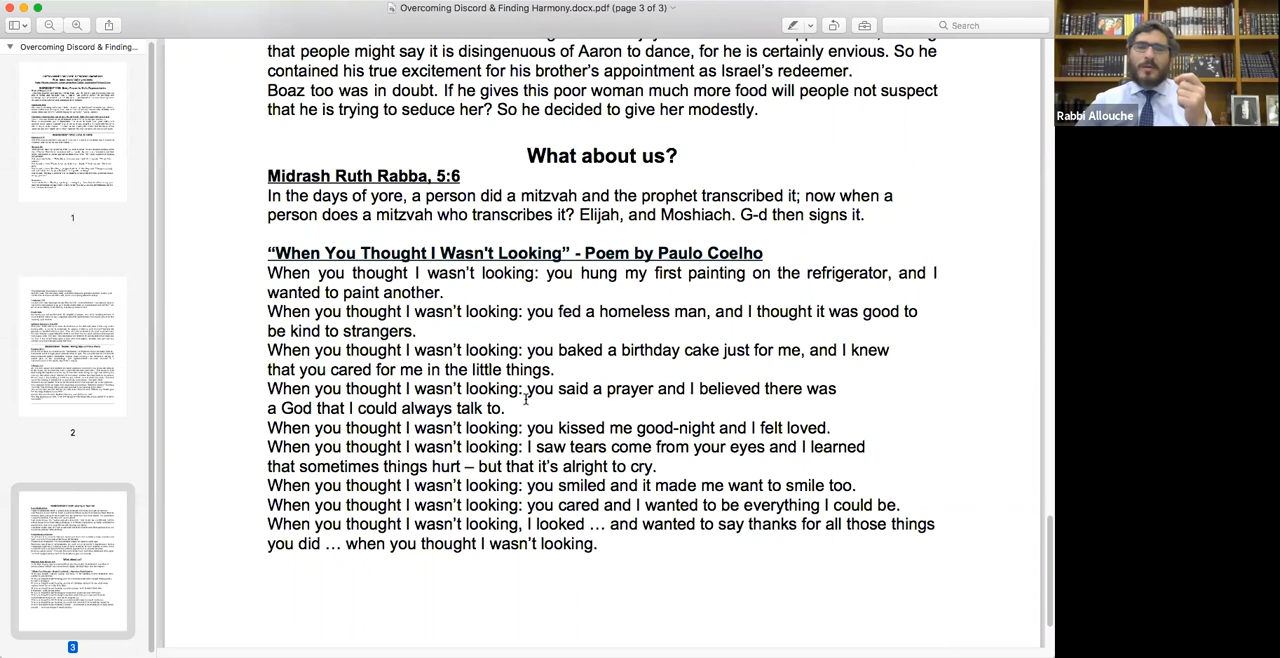 Overcoming Discord & Finding Harmony.docx.pdf (page 3 of 3)
Search
Overcoming Discord & Finding...
1
2
3
that people might say it is disingenuous of Aaron to dance, for he is certainly envious. So he
contained his true excitement for his brother's appointment as Israel's redeemer.
Boaz too was in doubt. If he gives this poor woman much more food will people not suspect
that he is trying to seduce her? So he decided to give her modestly.
What about us?
Midrash Ruth Rabba, 5:6
In the days of yore, a person did a mitzvah and the prophet transcribed it; now when a
person does a mitzvah who transcribes it? Elijah, and Moshiach. G-d then signs it.
“When You Thought I Wasn't Looking” - Poem by Paulo Coelho
When you thought I wasn’t looking: you hung my first painting on the refrigerator, and I
wanted to paint another.
When you thought I wasn’t looking: you fed a homeless man, and I thought it was good to
be kind to strangers.
When you thought I wasn’t looking: you baked a birthday cake just for me, and I knew
that you cared for me in the little things.
When you thought I wasn’t looking: you said a prayer and I believed there was
a God that I could always talk to.
When you thought I wasn’t looking: you kissed me good-night and I felt loved.
When you thought I wasn’t looking: I saw tears come from your eyes and I learned
that sometimes things hurt – but that it’s alright to cry.
When you thought I wasn’t looking: you smiled and it made me want to smile too.
When you thought I wasn’t looking: you cared and I wanted to be everything I could be.
When you thought I wasn’t looking, I looked … and wanted to say thanks for all those things
you did … when you thought I wasn’t looking.
Rabbi Allouche